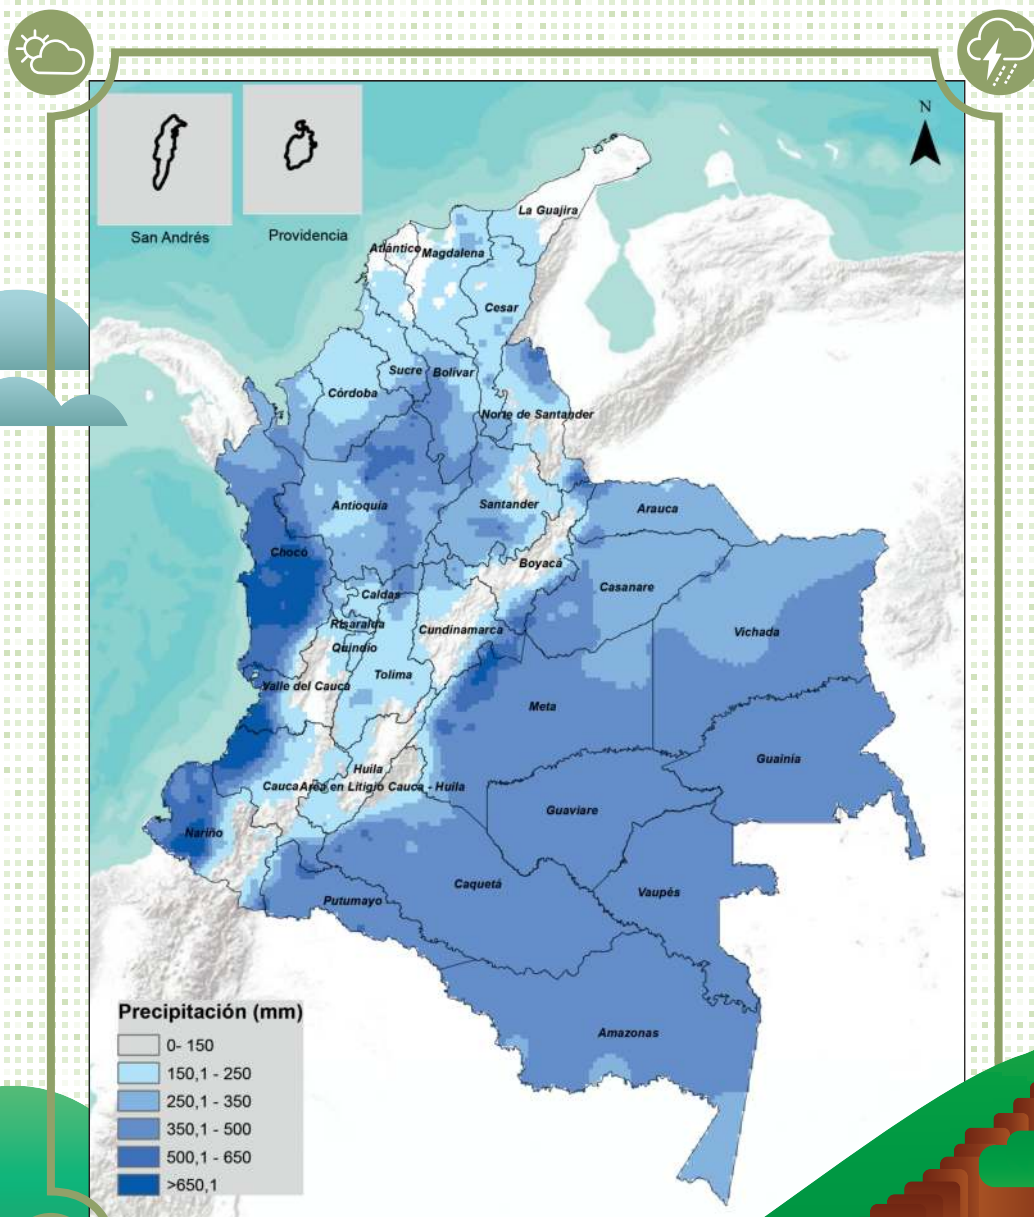 N
San Andrés
Providencia
La Guajira
Atlántico
Magdalena
Cesar
Sucre
Bolívar
Córdoba
Norte de Santander
Antioquia
Santander
Arauca
Chocó
Boyacá
Casanare
Caldas
Risaralda
Cundinamarca
Vichada
Quindío
Tolima
Valle del Cauca
Meta
Guainía
Huila
Cauca
Area en Litigio Cauca - Huila
Guaviare
Nariño
Caquetá
Vaupés
Putumayo
Amazonas
Precipitación (mm)
0- 150
150,1 - 250
250,1 - 350
350,1 - 500
500,1 - 650
>650,1